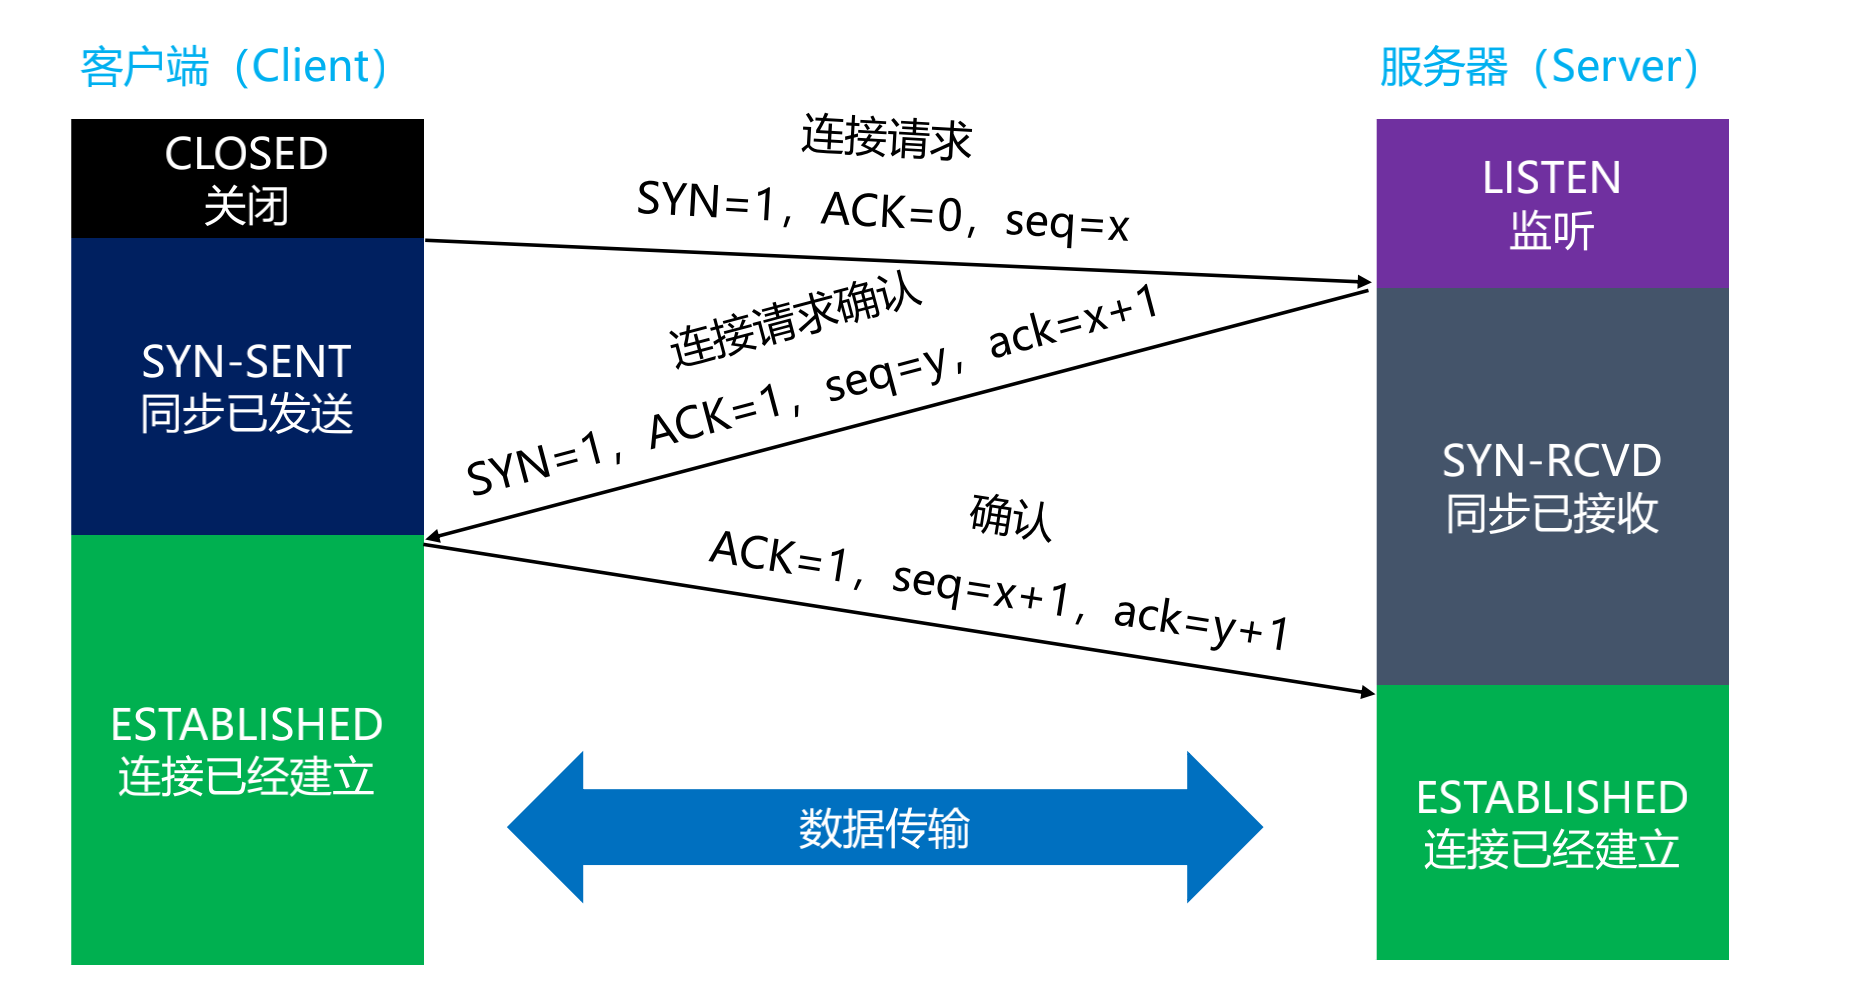 客户端（Client）
服务器（Server）
CLOSED
关闭
连接请求
SYN=1，ACK=0，seq=x
LISTEN
监听
SYN-SENT
同步已发送
连接请求确认
SYN=1，ACK=1，seq=y，ack=x+1
SYN-RCVD
同步已接收
确认
ACK=1，seq=x+1，ack=y+1
ESTABLISHED
连接已经建立
数据传输
ESTABLISHED
连接已经建立